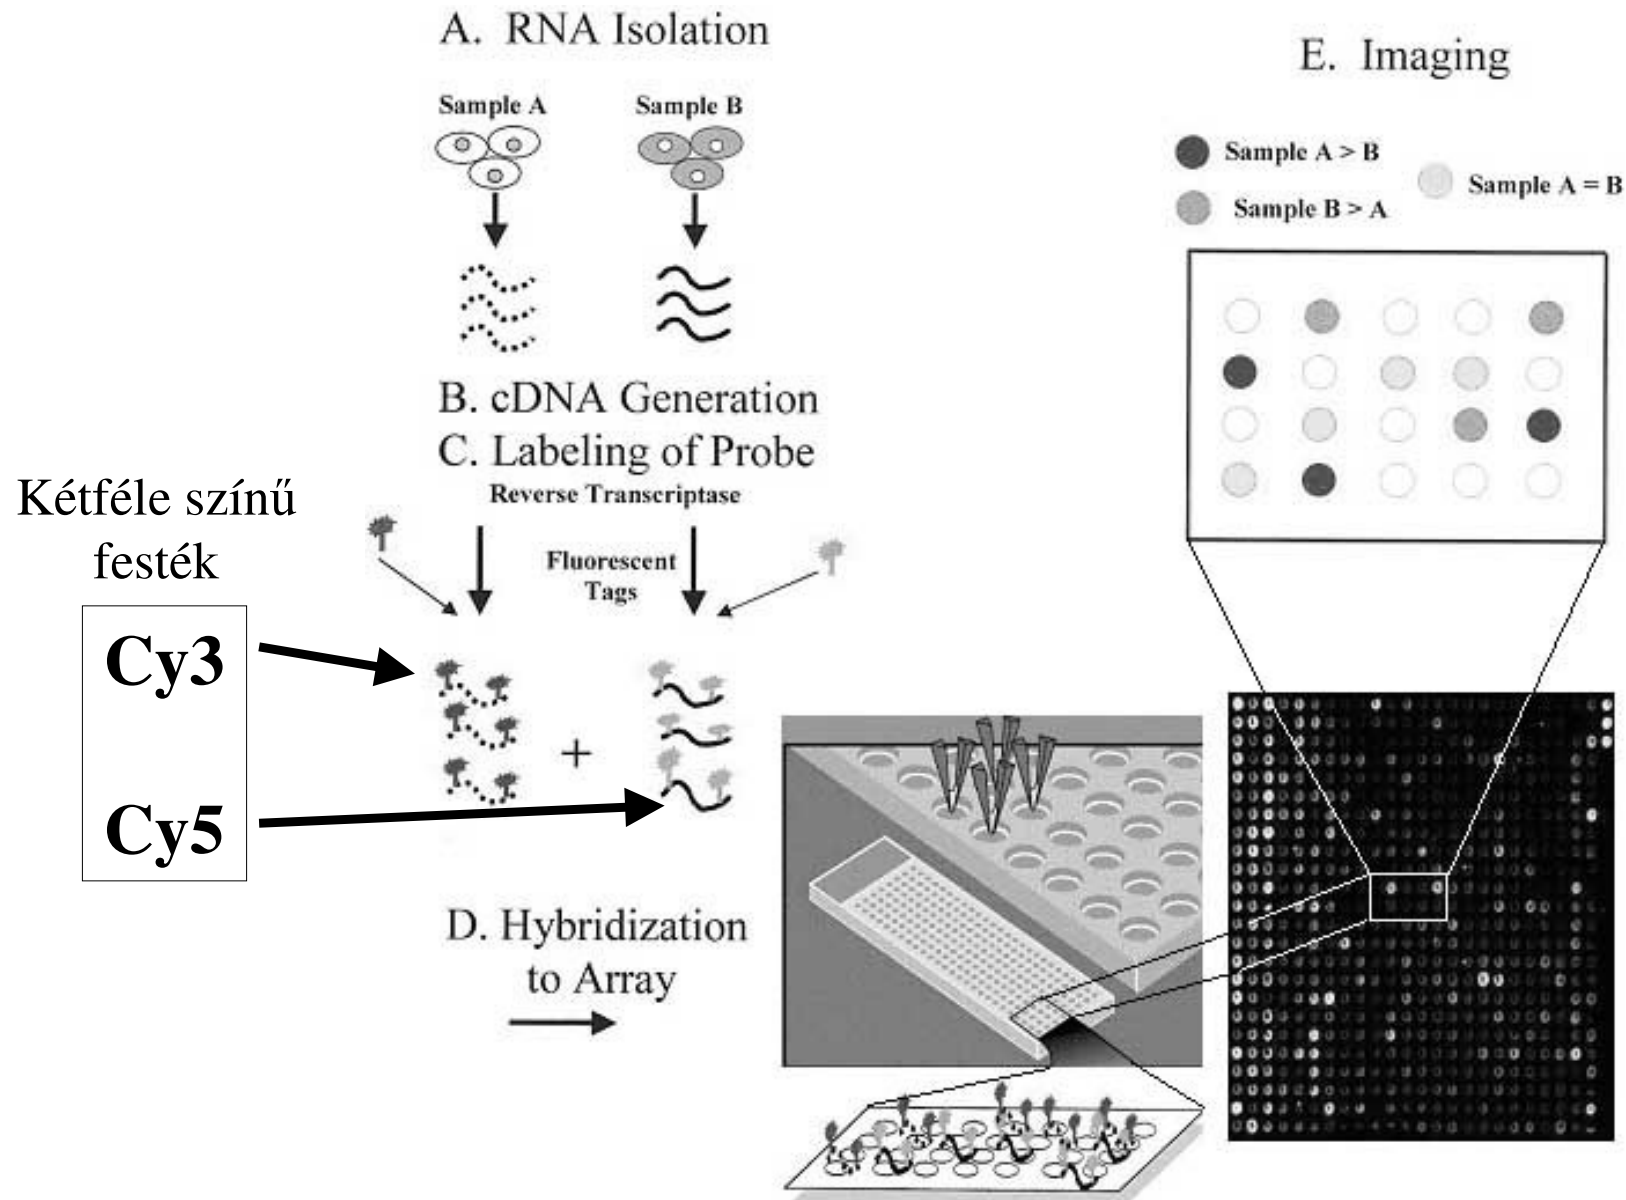 A. RNA Isolation
Sample A
Sample B
B. cDNA Generation
C. Labeling of Probe
Reverse Transcriptase
Fluorescent
Tags
Kétféle színű
festék
Cy3
Cy5
+
D. Hybridization
to Array
E. Imaging
Sample A > B
Sample A = B
Sample B > A